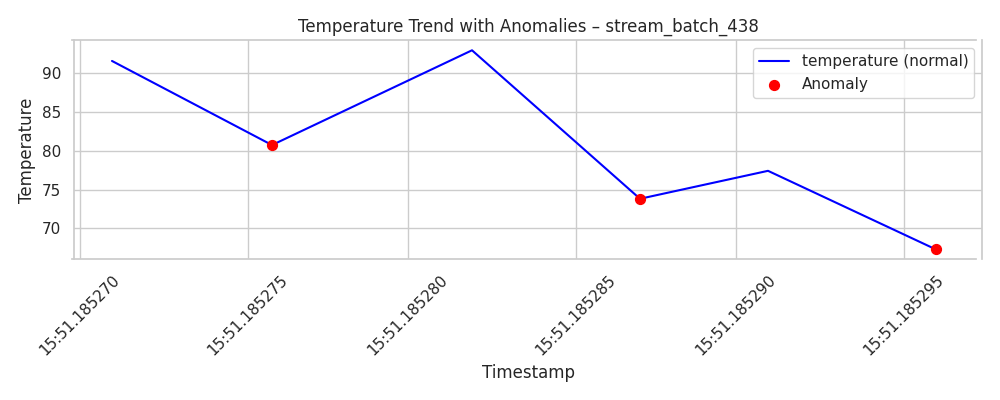 Temperature Trend with Anomalies – stream_batch_438
temperature (normal)
Anomaly
Temperature
90
85
80
75
70
15:51.185270
15:51.185275
15:51.185280
15:51.185285
15:51.185290
15:51.185295
Timestamp